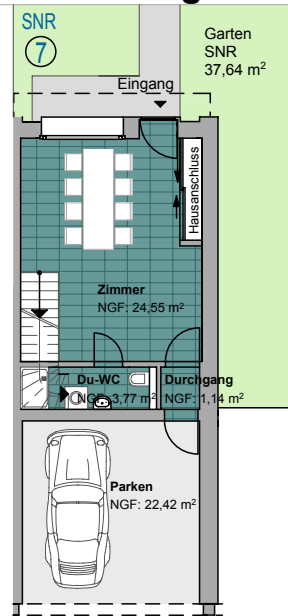 SNR
7
Garten
SNR
37,64 m²
Eingang
Hausanschluss
Zimmer
NGF: 24,55 m²
Du-WC
NGF: 3,77 m²
Durchgang
NGF: 1,14 m²
Parken
NGF: 22,42 m²